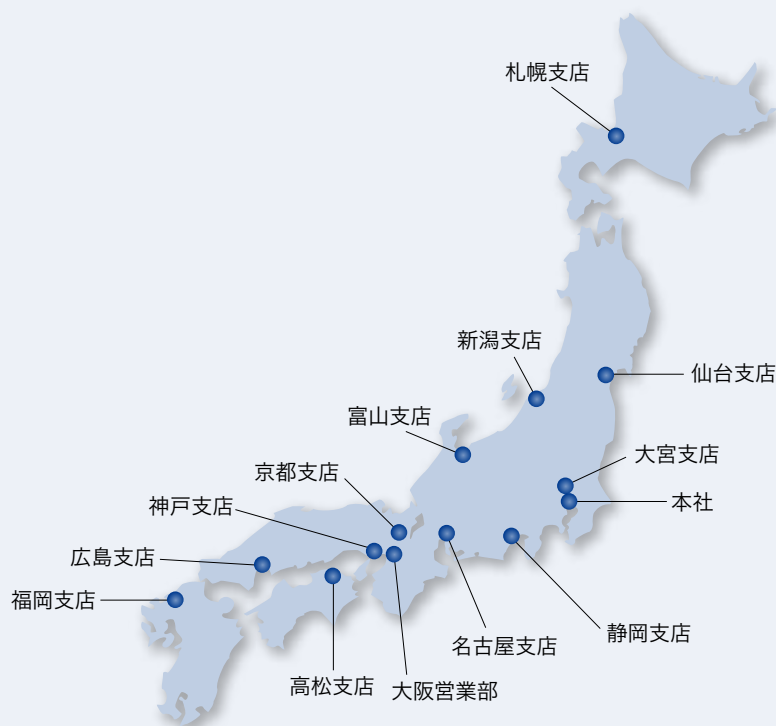 札幌支店
新潟支店
仙台支店
富山支店
大宮支店
京都支店
本社
神戸支店
広島支店
福岡支店
静岡支店
名古屋支店
高松支店
大阪営業部